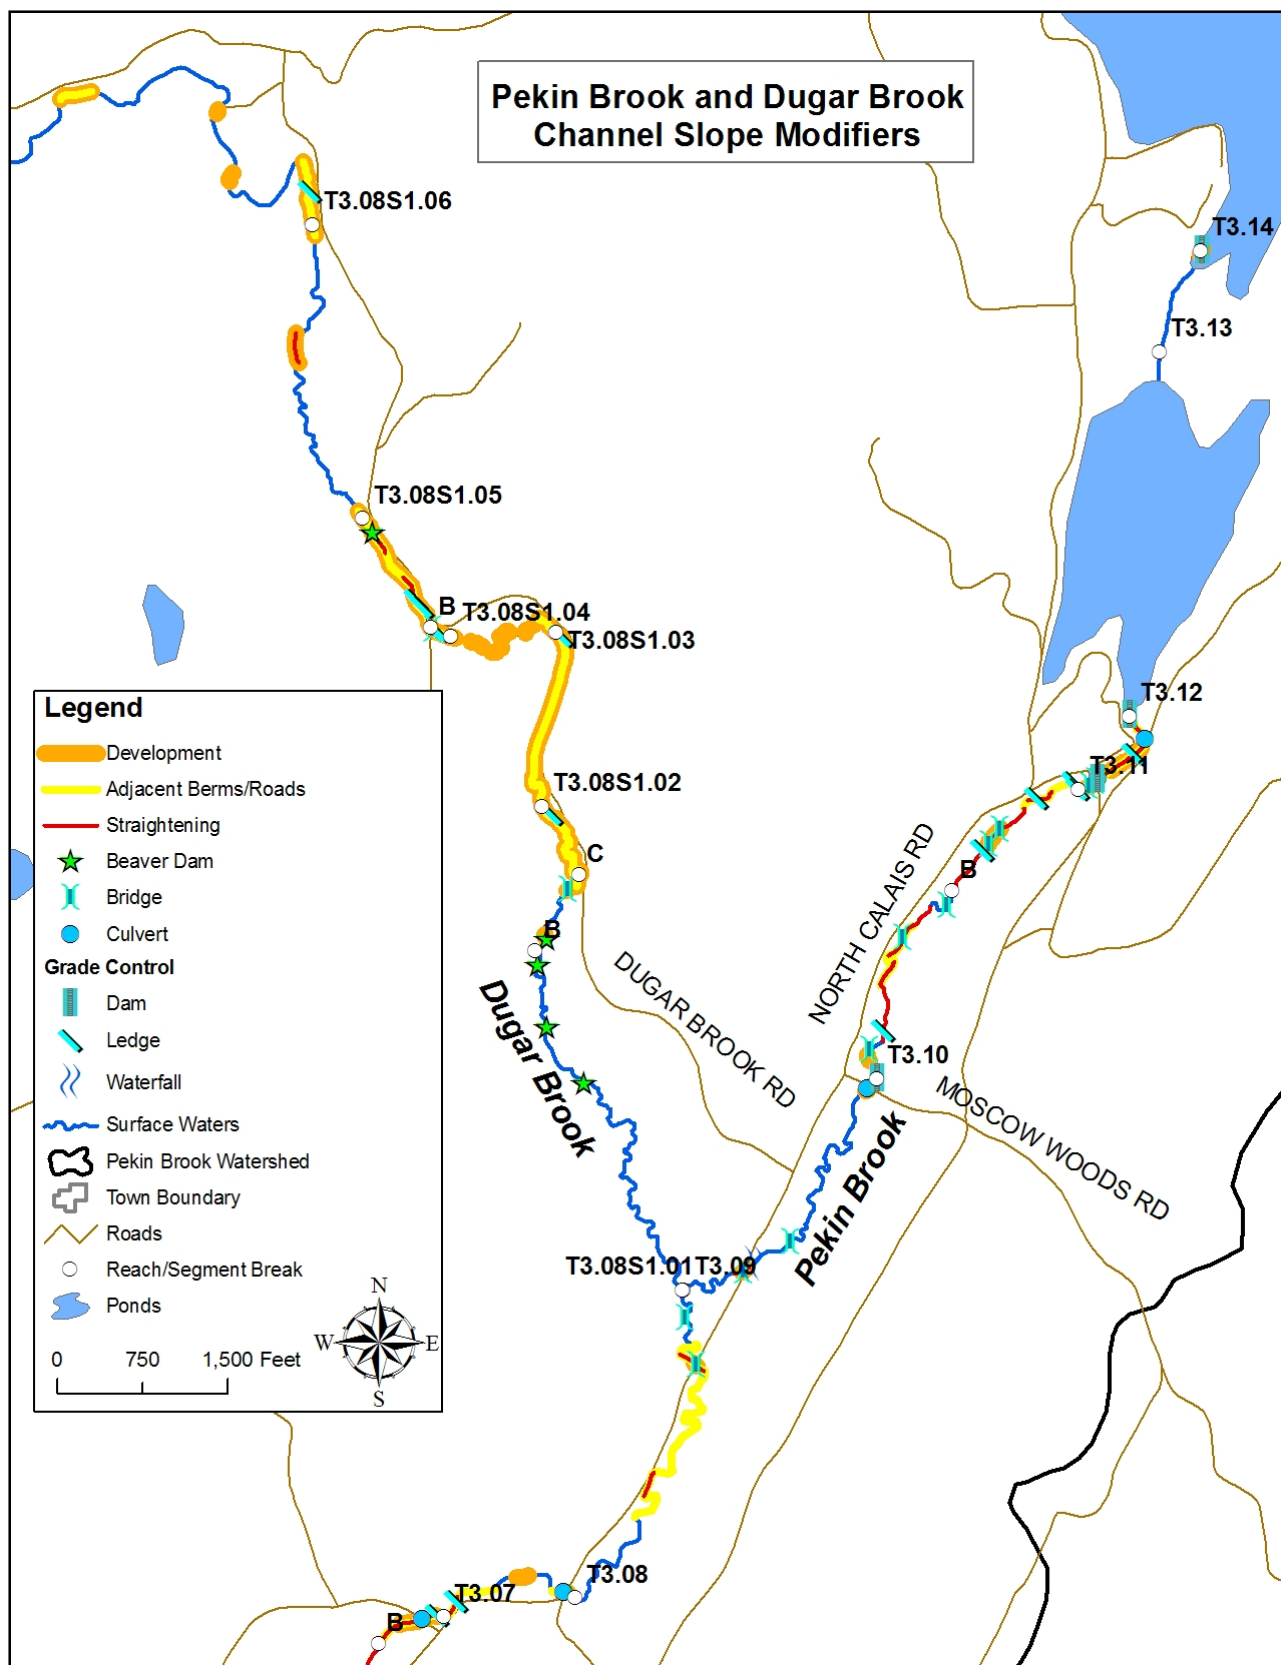 Pekin Brook and Dugar Brook
Channel Slope Modifiers
T3.08S1.06
T3.14
T3.13
T3.08S1.05
B
T3.08S1.04
T3.08S1.03
T3.12
T3.11
T3.08S1.02
C
B
B
NORTH CALAIS RD
DUGAR BROOK RD
Dugar Brook
T3.10
MOSCOW WOODS RD
Pekin Brook
T3.08S1.01
T3.09
T3.08
T3.07
B
Legend
Development
Adjacent Berms/Roads
Straightening
Beaver Dam
Bridge
Culvert
Grade Control
Dam
Ledge
Waterfall
Surface Waters
Pekin Brook Watershed
Town Boundary
Roads
Reach/Segment Break
Ponds
N
W
E
S
0 750 1,500 Feet